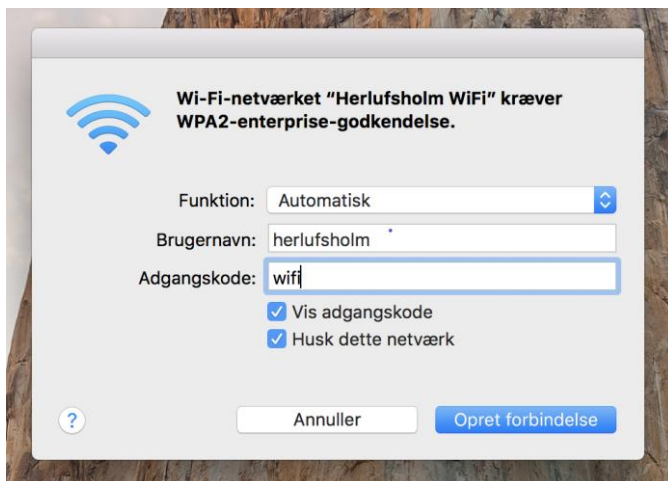 Wi-Fi-netværket “Herlufsholm WiFi” kræver
WPA2-enterprise-godkendelse.
Funktion: Automatisk
Brugernavn: herlufsholm
Adgangskode: wifi
Vis adgangskode
Husk dette netværk
? Annuller Opret forbindelse